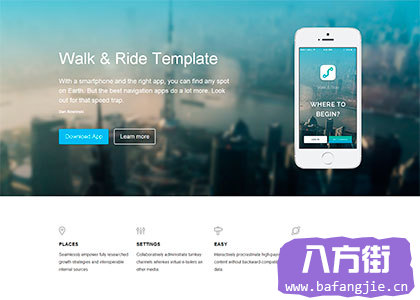 Walk & Ride Template
With a smartphone and the right app, you can find any spot
on Earth. But the best navigation apps do a lot more. Look
out for that speed trap.
Download App
Learn more
Walk & Ride
WHERE TO
BEGIN?
PLACES
Seamlessly empower fully researched
growth strategies and interoperable
internal sources.
SETTINGS
Collaboratively administrate turnkey
channels whereas virtual e-tailers
other media.
EASY
Interactively procrastinate high-payoff
content without backward-compatible
data.
八方街
www.bafangjie.cn